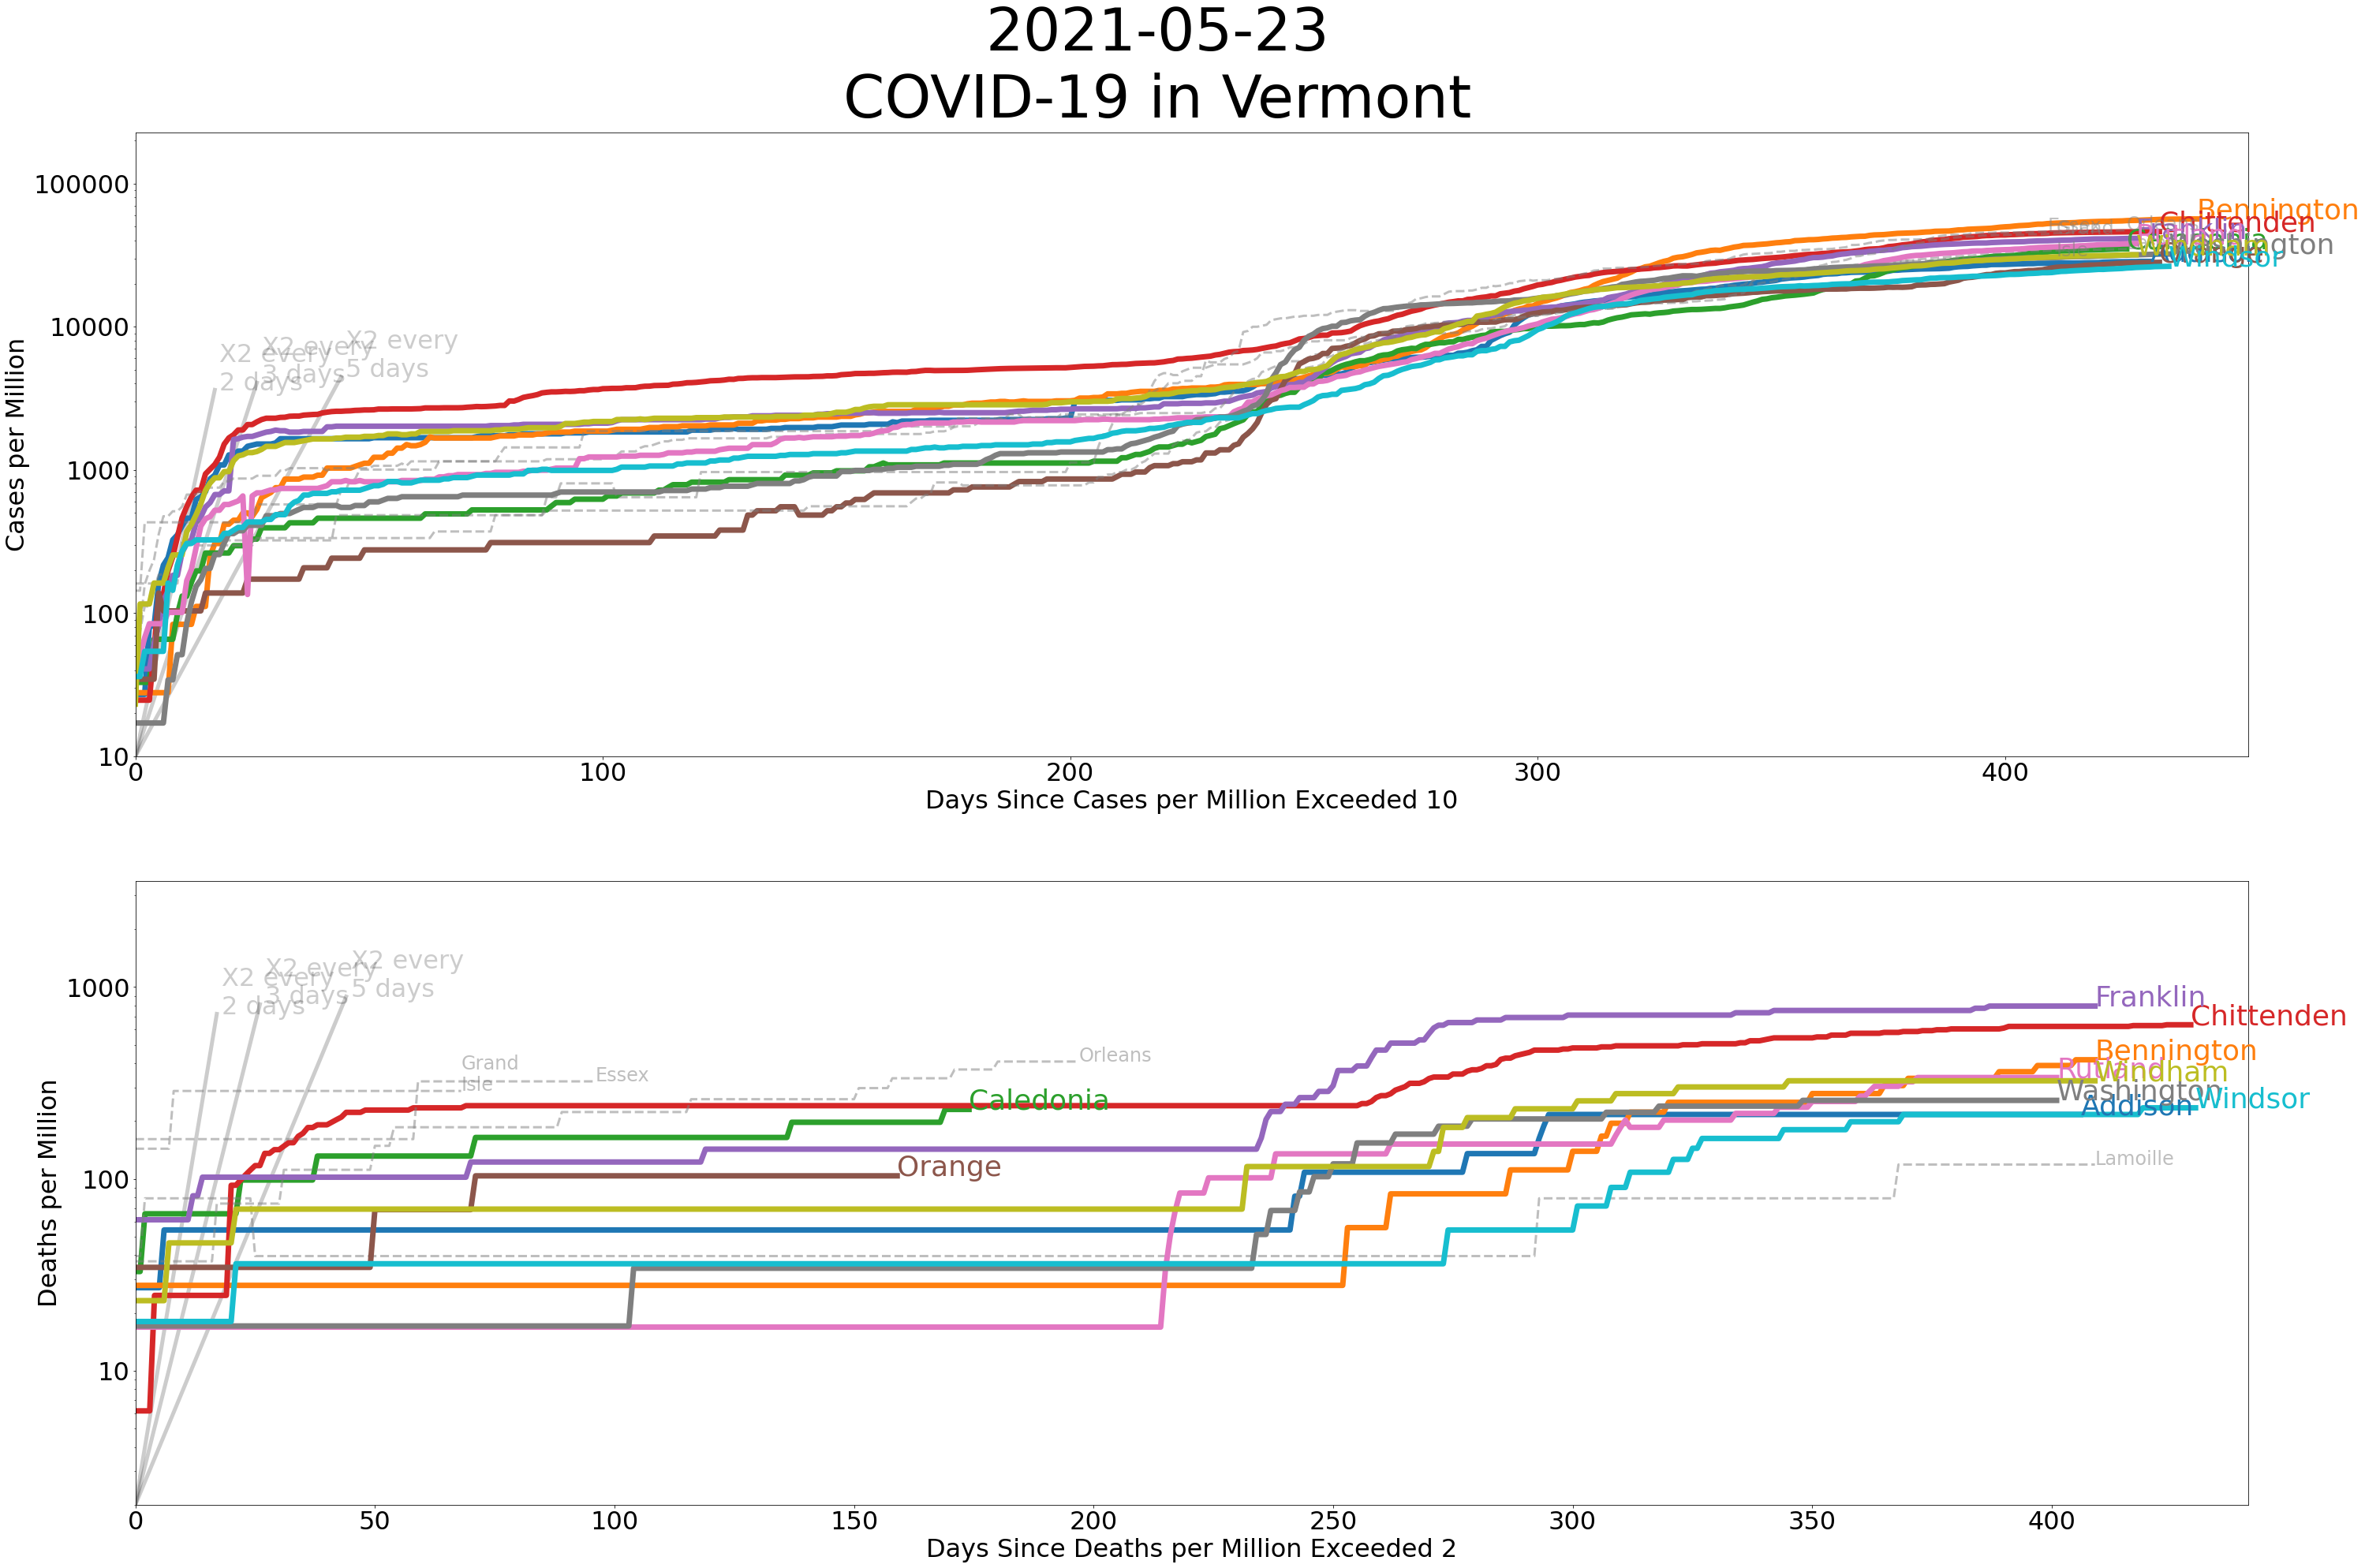 2021-05-23
COVID-19 in Vermont
Cases per Million
100000
10000
1000
100
10
X2 every
2 days
X2 every
3 days
X2 every
5 days
Bennington
Chittenden
Windham
Windsor
0
100
200
300
400
Days Since Cases per Million Exceeded 10
Deaths per Million
1000
100
10
X2 every
2 days
X2 every
3 days
X2 every
5 days
Grand
Isle
Essex
Orleans
Caledonia
Orange
Franklin
Chittenden
Bennington
Rutland
Windham
Washington
Addison
Windsor
Lamoille
0
50
100
150
200
250
300
350
400
Days Since Deaths per Million Exceeded 2